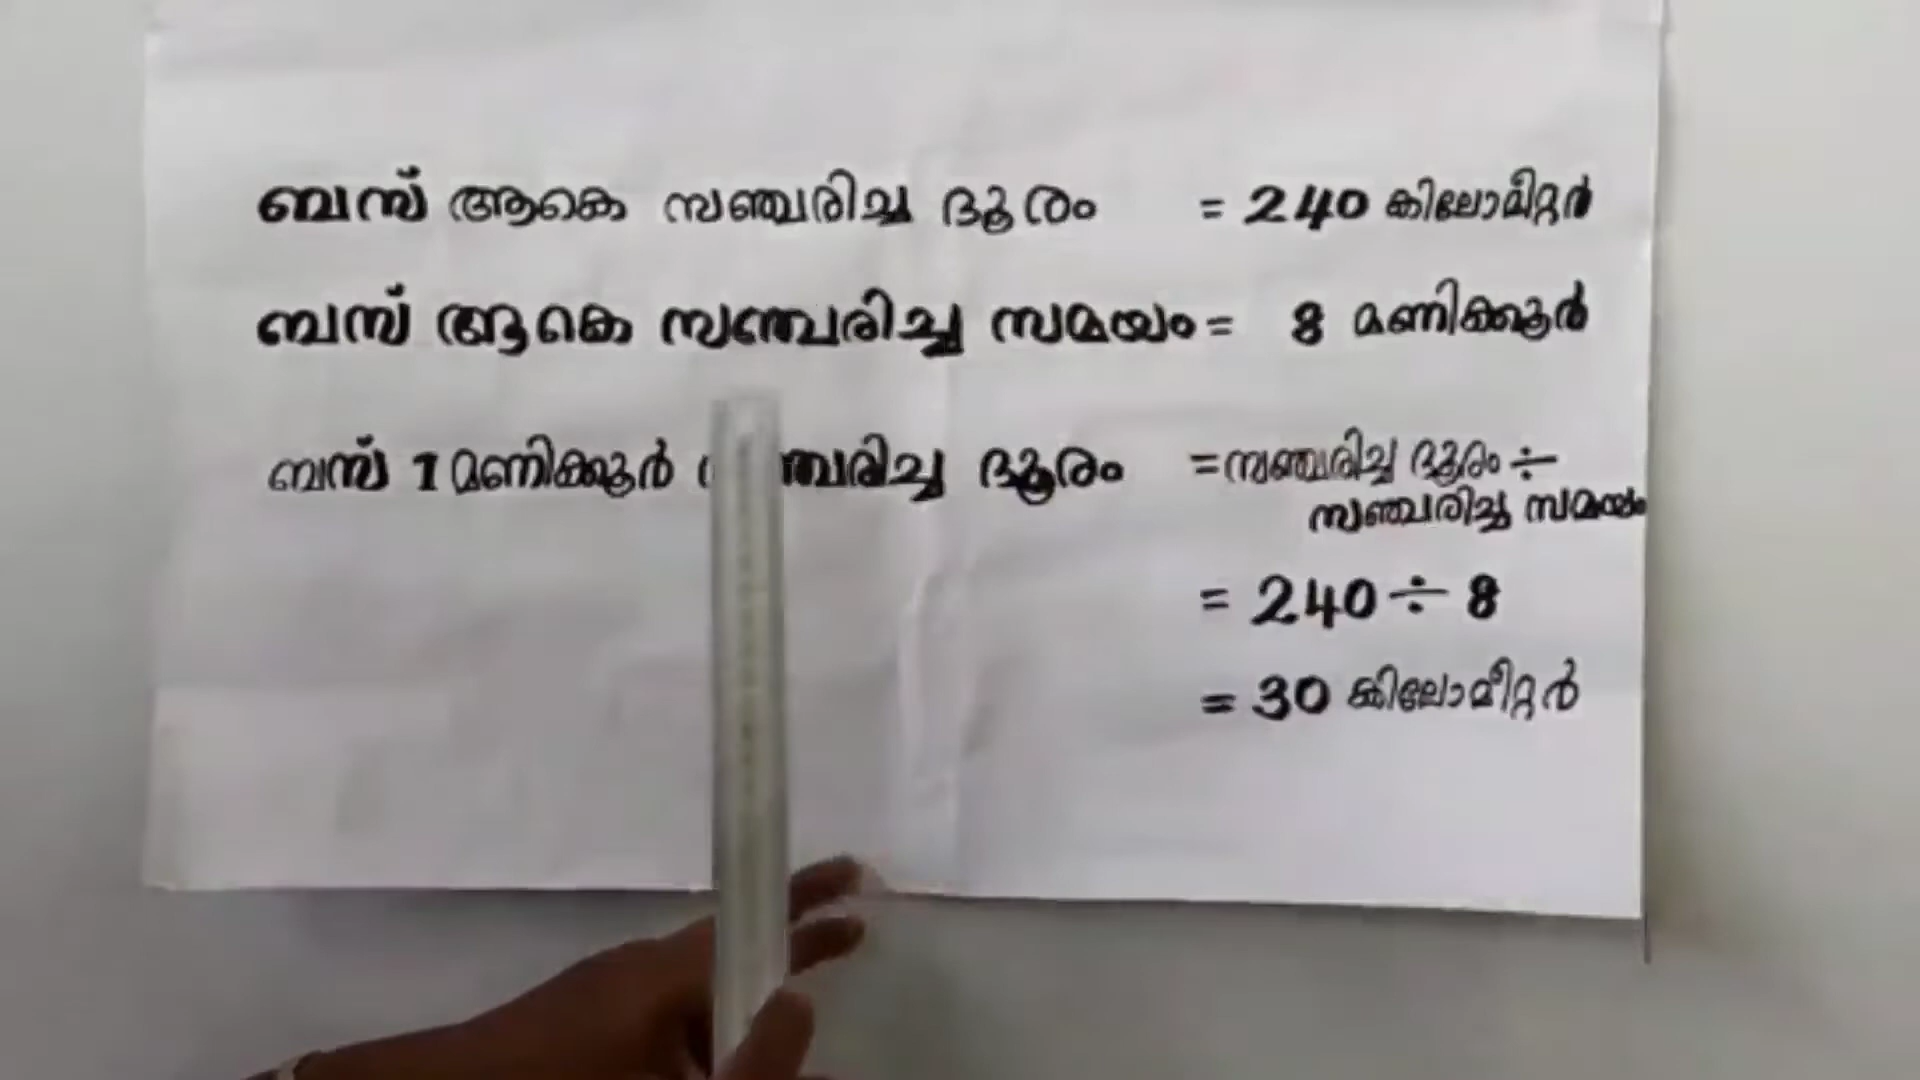 ബസ് ആകെ സഞ്ചരിച്ച ദൂരം = 240 കിലോമീറ്റർ
ബസ് ആകെ സഞ്ചരിച്ച സമയം = 8 മണിക്കൂർ
ബസ് 1 മണിക്കൂർ ഞ്ചരിച്ച ദൂരം = സഞ്ചരിച്ച ദൂരം ÷
സഞ്ചരിച്ച സമയം
= 240 ÷ 8
= 30 കിലോമീറ്റർ